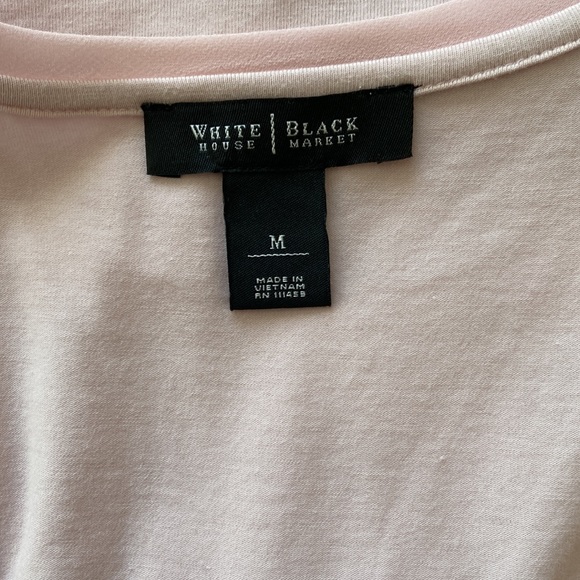 WHITE | BLACK
HOUSE | MARKET
M
MADE IN
VIETNAM
RN 111459